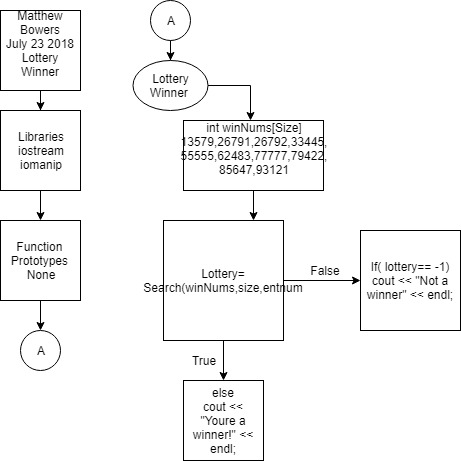 Matthew
Bowers
July 23 2018
Lottery
Winner
Libraries
iostream
iomanip
Function
Prototypes
None
A
A
Lottery
Winner
int winNums[Size]
13579,26791,26792,33445,
55555,62483,77777,79422,
85647,93121
Lottery=
Search(winNums,size,entnum
False
If( lottery== -1)
cout << "Not a
winner" << endl;
True
else
cout <<
"Youre a
winner!" <<
endl;